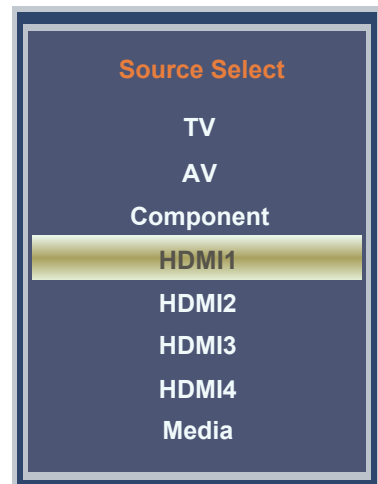 Source Select
TV
AV
Component
HDMI1
HDMI2
HDMI3
HDMI4
Media